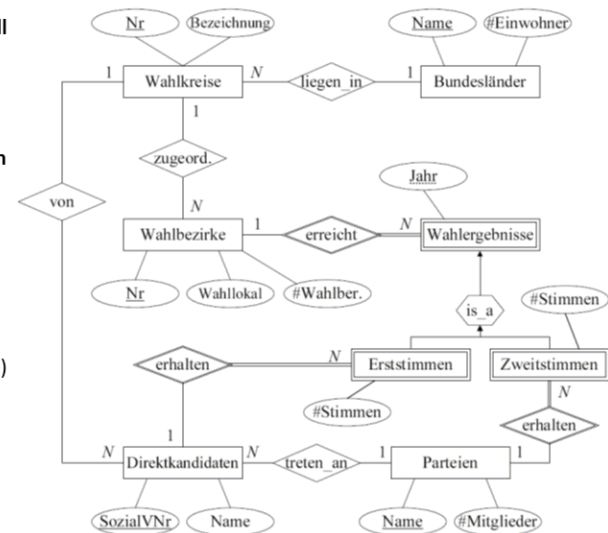 ll
Nr Bezeichnung Name #Einwohner
1 Wahlkreise N liegen_in 1 Bundesländer
1
n
zugeord. Jahr
von
N
Wahlbezirke 1 erreicht N Wahlergebnisse
Nr Wahllokal #Wahlber. #Stimmen
is_a
)
erhalten N Erststimmen Zweitstimmen
#Stimmen N
erhalten
1
N Direktkandidaten N treten_an 1 Parteien 1
SozialVNr Name Name #Mitglieder